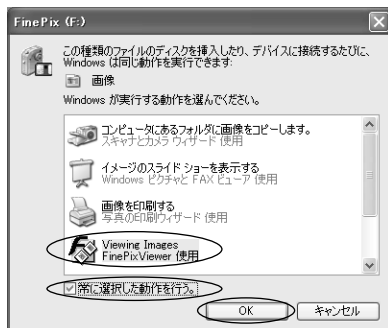 FinePix (F:)
この種類のファイルのディスクを挿入したり、デバイスに接続するたびに、
Windows は同じ動作を実行できます:
画像
Windows が実行する動作を選んでください。
コンピュータにあるフォルダに画像をコピーします。
スキャナとカメラ ウィザード 使用
イメージのスライド ショーを表示する
Windows ピクチャと FAX ビューア 使用
画像を印刷する
写真の印刷ウィザード 使用
Viewing Images
FinePixViewer 使用
常に選択した動作を行う。
OK
キャンセル